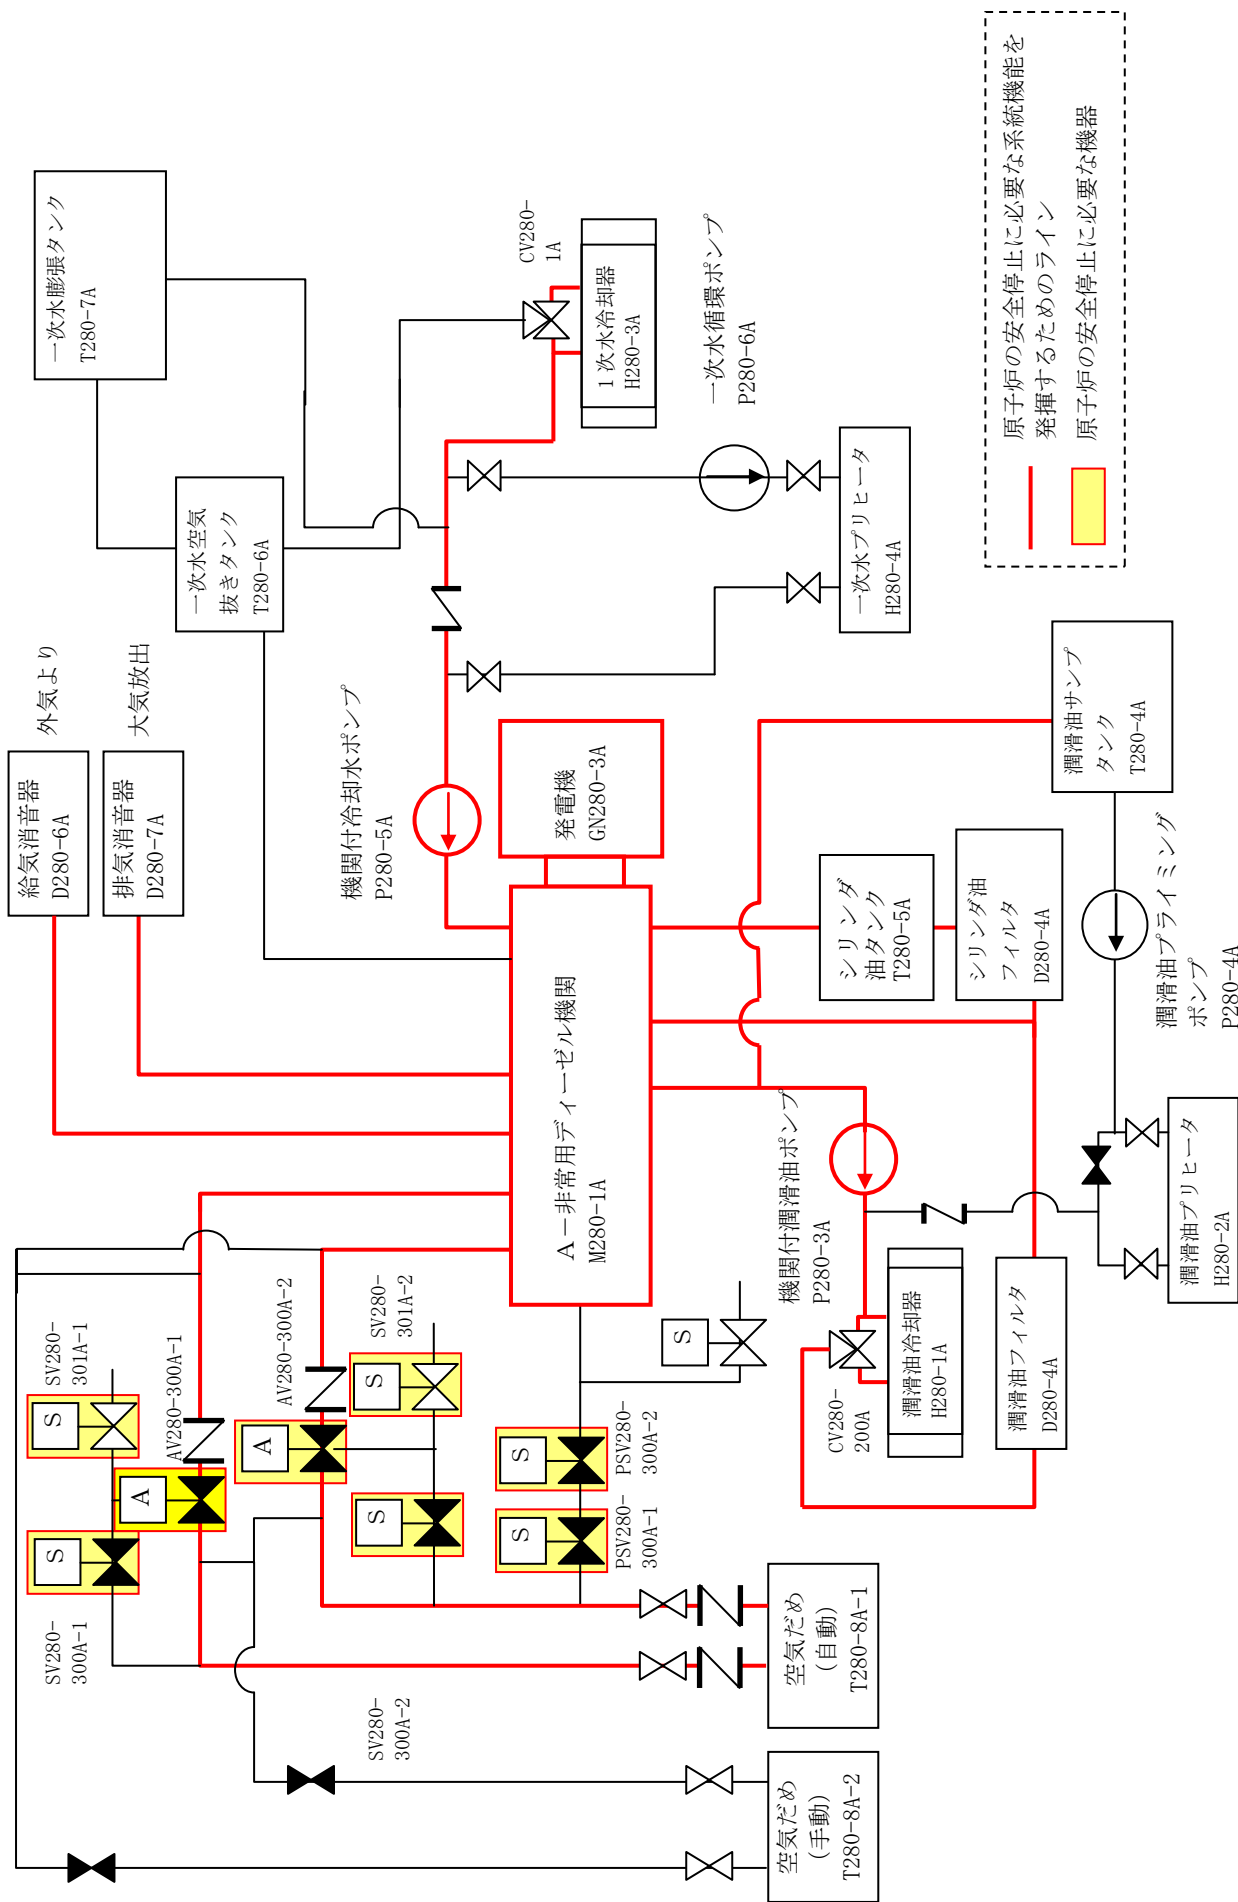 一次水膨張タンク
T280-7A
一次水空気
抜きタンク
T280-6A
CV280-
1A
1次水冷却器
H280-3A
一次水循環ポンプ
P280-6A
一次水プリヒータ
H280-4A
原子炉の安全停止に必要な系統機能を
発揮するためのライン
原子炉の安全停止に必要な機器
外気より
給気消音器
D280-6A
大気放出
排気消音器
D280-7A
機関付冷却水ポンプ
P280-5A
発電機
GN280-3A
A－非常用ディーゼル機関
M280-1A
シリンダ
油タンク
T280-5A
シリンダ油
フィルタ
D280-4A
潤滑油サンプ
タンク
T280-4A
潤滑油プライミング
ポンプ
P280-4A
機関付潤滑油ポンプ
P280-3A
潤滑油プリヒータ
H280-2A
CV280-
200A
潤滑油冷却器
H280-1A
潤滑油フィルタ
D280-4A
SV280-
301A-1
S
AV280-300A-1
A
S
SV280-
300A-1
AV280-300A-2
A
SV280-
301A-2
S
S
SV280-
300A-2
S
PSV280-
300A-2
S
PSV280-
300A-1
S
空気だめ
(自動)
T280-8A-1
空気だめ
(手動)
T280-8A-2